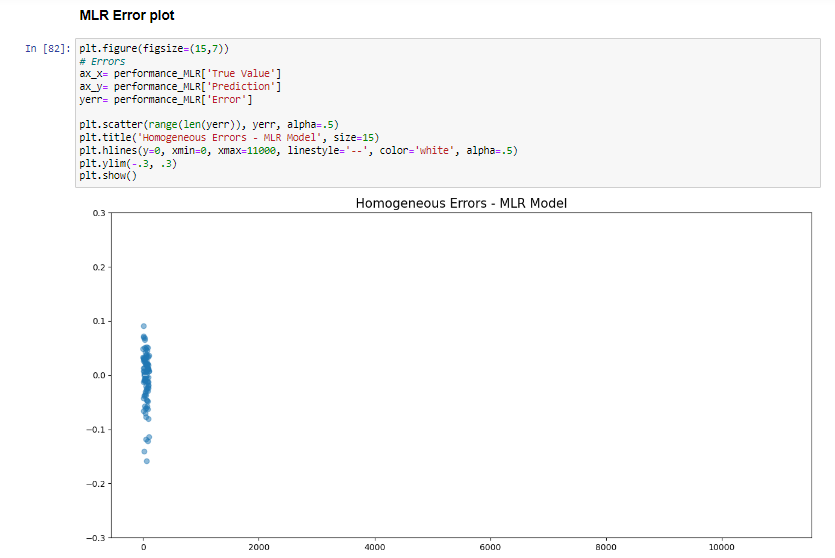 MLR Error plot
In [82]: plt.figure(figsize=(15,7))
# Errors
ax_x= performance_MLR['True Value']
ax_y= performance_MLR['Prediction']
yerr= performance_MLR['Error']
plt.scatter(range(len(yerr)), yerr, alpha=.5)
plt.title('Homogeneous Errors - MLR Model', size=15)
plt.hlines(y=0, xmin=0, xmax=11000, linestyle='--', color='white', alpha=.5)
plt.ylim(-.3, .3)
plt.show()
Homogeneous Errors - MLR Model
0.3
0.2
0.1
0.0
−0.1
−0.2
−0.3
0 2000 4000 6000 8000 10000